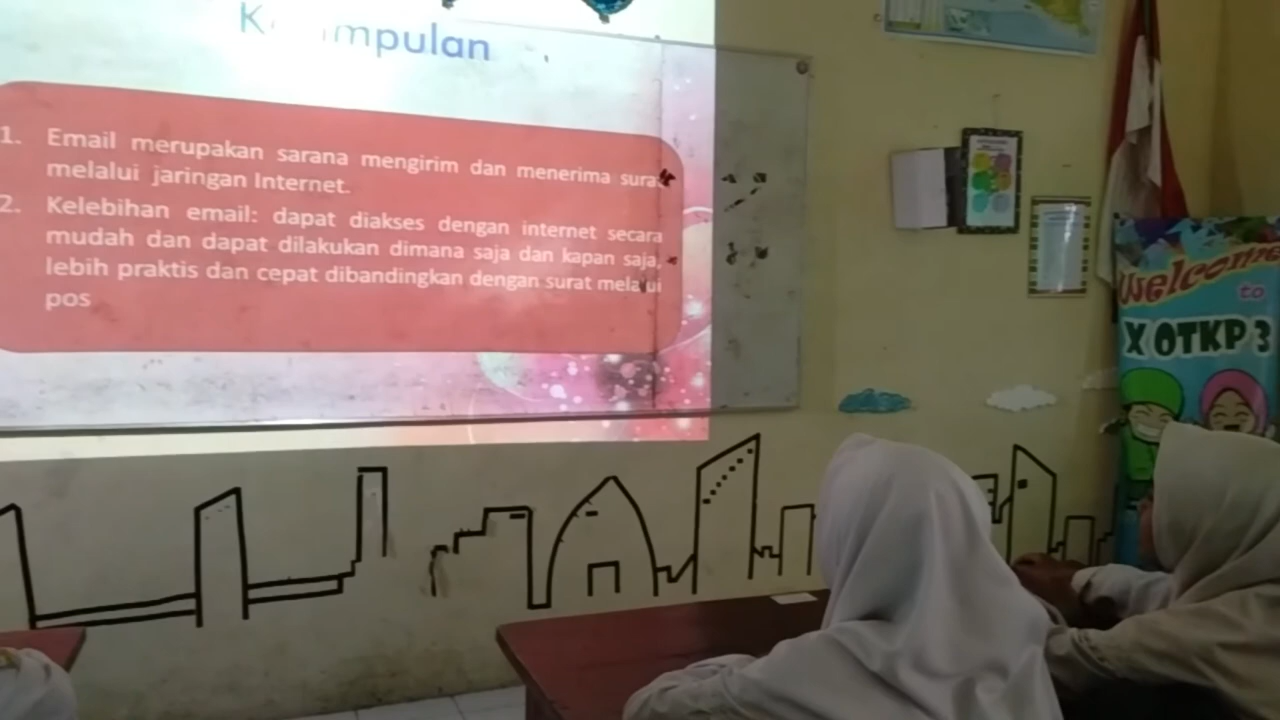 1. Email merupakan sarana mengirim dan menerima surat
melalui jaringan Internet.
2. Kelebihan email: dapat diakses dengan internet secara
mudah dan dapat dilakukan dimana saja dan kapan saja,
lebih praktis dan cepat dibandingkan dengan surat melalui
pos
Welcome
to
X OTKP 3